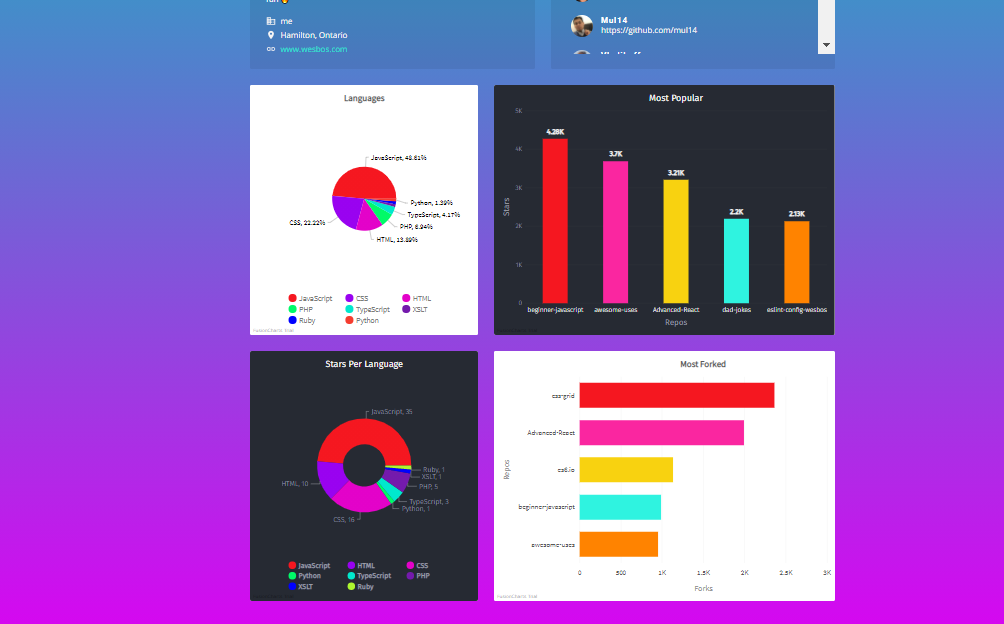 me
Hamilton, Ontario
www.wesbos.com
Mul14
https://github.com/mul14
Languages
JavaScript, 48.61%
Python, 1.39%
TypeScript, 4.17%
PHP, 6.94%
HTML, 13.89%
CSS, 22.22%
JavaScript
CSS
HTML
PHP
TypeScript
XSLT
Ruby
Python
FusionCharts Trial
Most Popular
5K
4K
3K
2K
1K
0
Stars
4.28K
3.7K
3.21K
2.2K
2.13K
beginner-javascript
awesome-uses
Advanced-React
dad-jokes
eslint-config-wesbos
Repos
Stars Per Language
JavaScript, 35
Ruby, 1
XSLT, 1
PHP, 5
TypeScript, 3
Python, 1
CSS, 16
HTML, 10
JavaScript
HTML
CSS
Python
TypeScript
PHP
XSLT
Ruby
Most Forked
Repos
css-grid
Advanced-React
es6.io
beginner-javascript
awesome-uses
0
500
1K
1.5K
2K
2.5K
3K
Forks
FusionCharts Trial